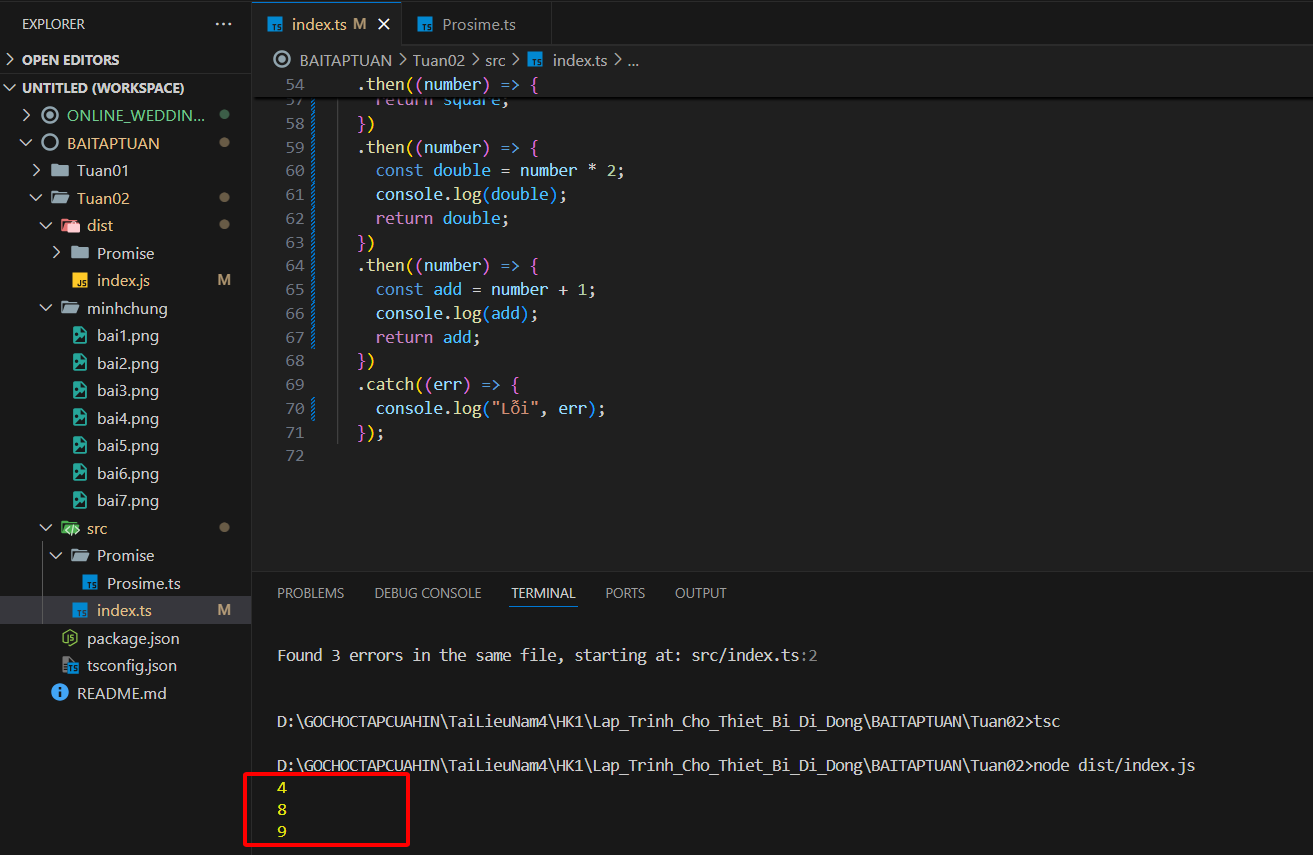 EXPLORER
···
OPEN EDITORS
UNTITLED (WORKSPACE)
ONLINE_WEDDIN...
BAITAPTUAN
Tuan01
Tuan02
dist
Promise
JS index.js M
minhchung
bai1.png
bai2.png
bai3.png
bai4.png
bai5.png
bai6.png
bai7.png
src
Promise
TS Prosime.ts
TS index.ts M
package.json
TS tsconfig.json
README.md
TS index.ts M
TS Prosime.ts
BAITAPTUAN > Tuan02 > src > TS index.ts > ...
54 .then((number) => {
57 return square;
58 })
59 .then((number) => {
60 const double = number * 2;
61 console.log(double);
62 return double;
63 })
64 .then((number) => {
65 const add = number + 1;
66 console.log(add);
67 return add;
68 })
69 .catch((err) => {
70 console.log("Lỗi", err);
71 });
72
PROBLEMS DEBUG CONSOLE TERMINAL PORTS OUTPUT
Found 3 errors in the same file, starting at: src/index.ts:2
D:\GOCHOCTAPCUAHIN\TaiLieuNam4\HK1\Lap_Trinh_Cho_Thiet_Bi_Di_Dong\BAITAPTUAN\Tuan02>tsc
D:\GOCHOCTAPCUAHIN\TaiLieuNam4\HK1\Lap_Trinh_Cho_Thiet_Bi_Di_Dong\BAITAPTUAN\Tuan02>node dist/index.js
4
8
9